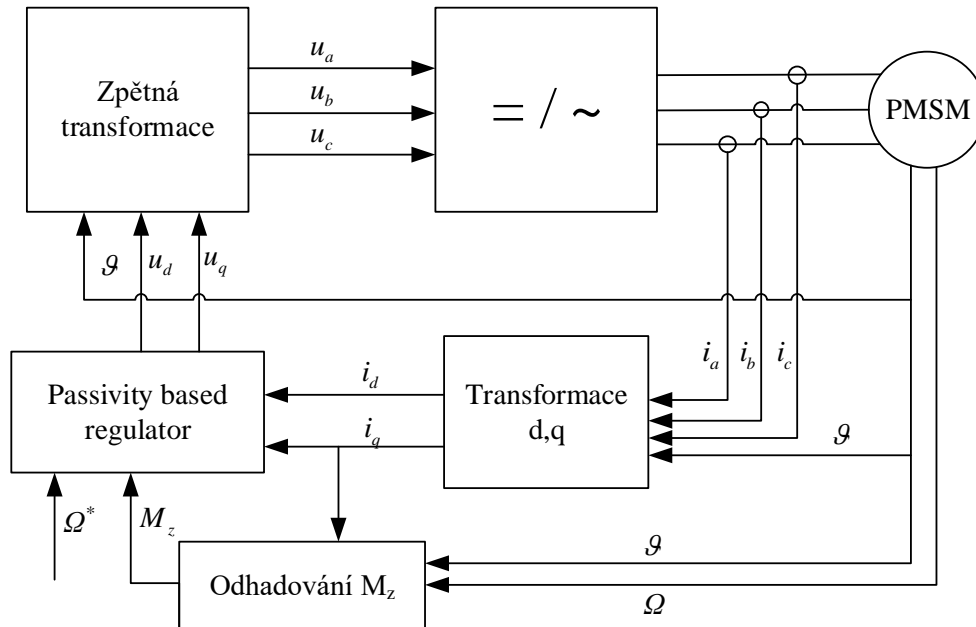 Zpětná
transformace
u_a
u_b
u_c
= / ~
PMSM
ϑ
u_d
u_q
Passivity based
regulator
i_d
i_q
Transformace
d,q
i_a
i_b
i_c
ϑ
Ω*
M_z
Odhadování M_z
ϑ
Ω